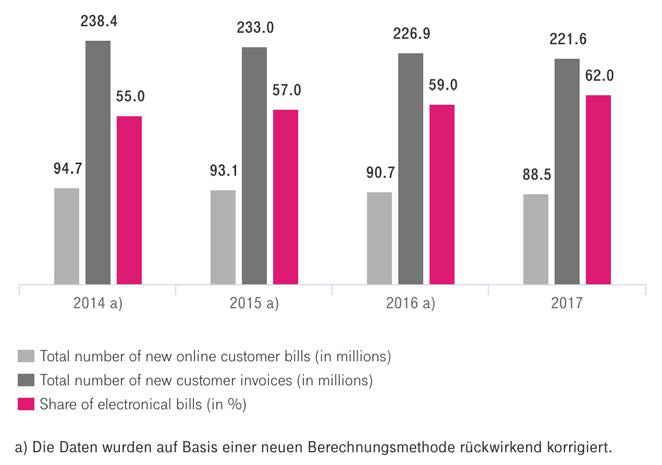 238.4
233.0
226.9
221.6
55.0
57.0
59.0
62.0
94.7
93.1
90.7
88.5
2014 a)
2015 a)
2016 a)
2017
Total number of new online customer bills (in millions)
Total number of new customer invoices (in millions)
Share of electronical bills (in %)
a) Die Daten wurden auf Basis einer neuen Berechnungsmethode rückwirkend korrigiert.